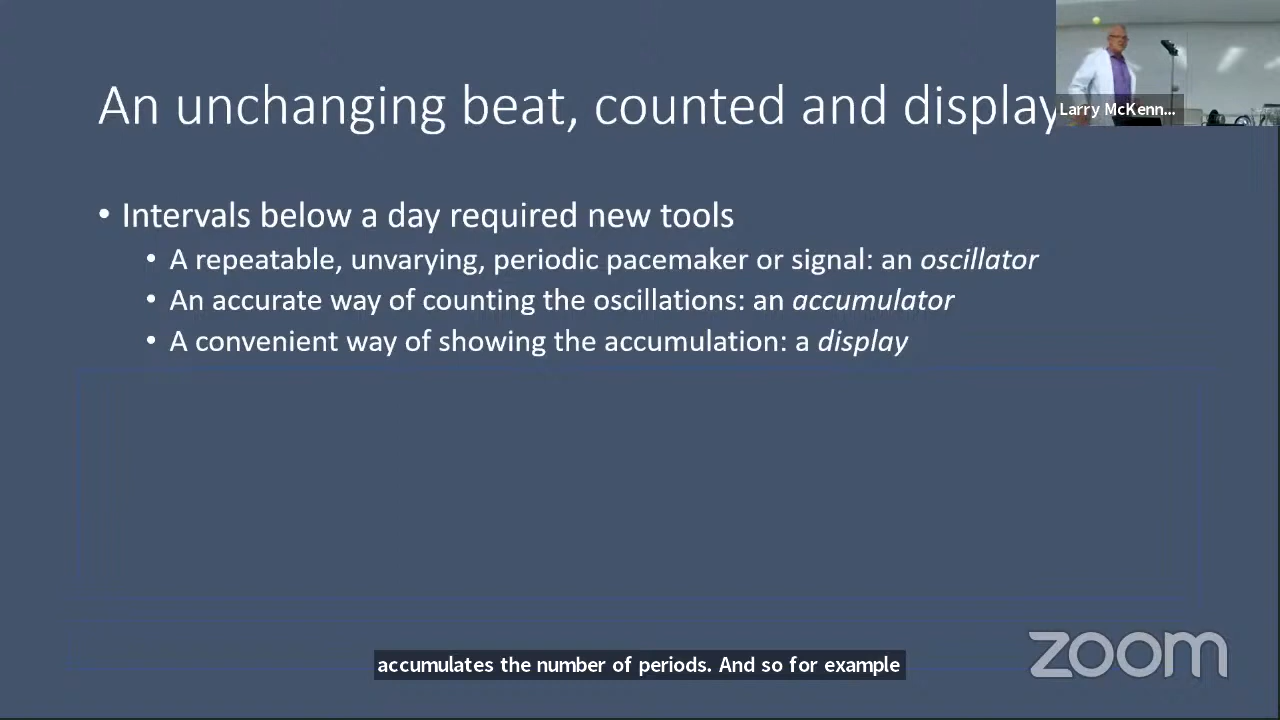 An unchanging beat, counted and display
Larry McKenn...
• Intervals below a day required new tools
• A repeatable, unvarying, periodic pacemaker or signal: an oscillator
• An accurate way of counting the oscillations: an accumulator
• A convenient way of showing the accumulation: a display
accumulates the number of periods. And so for example
zoom